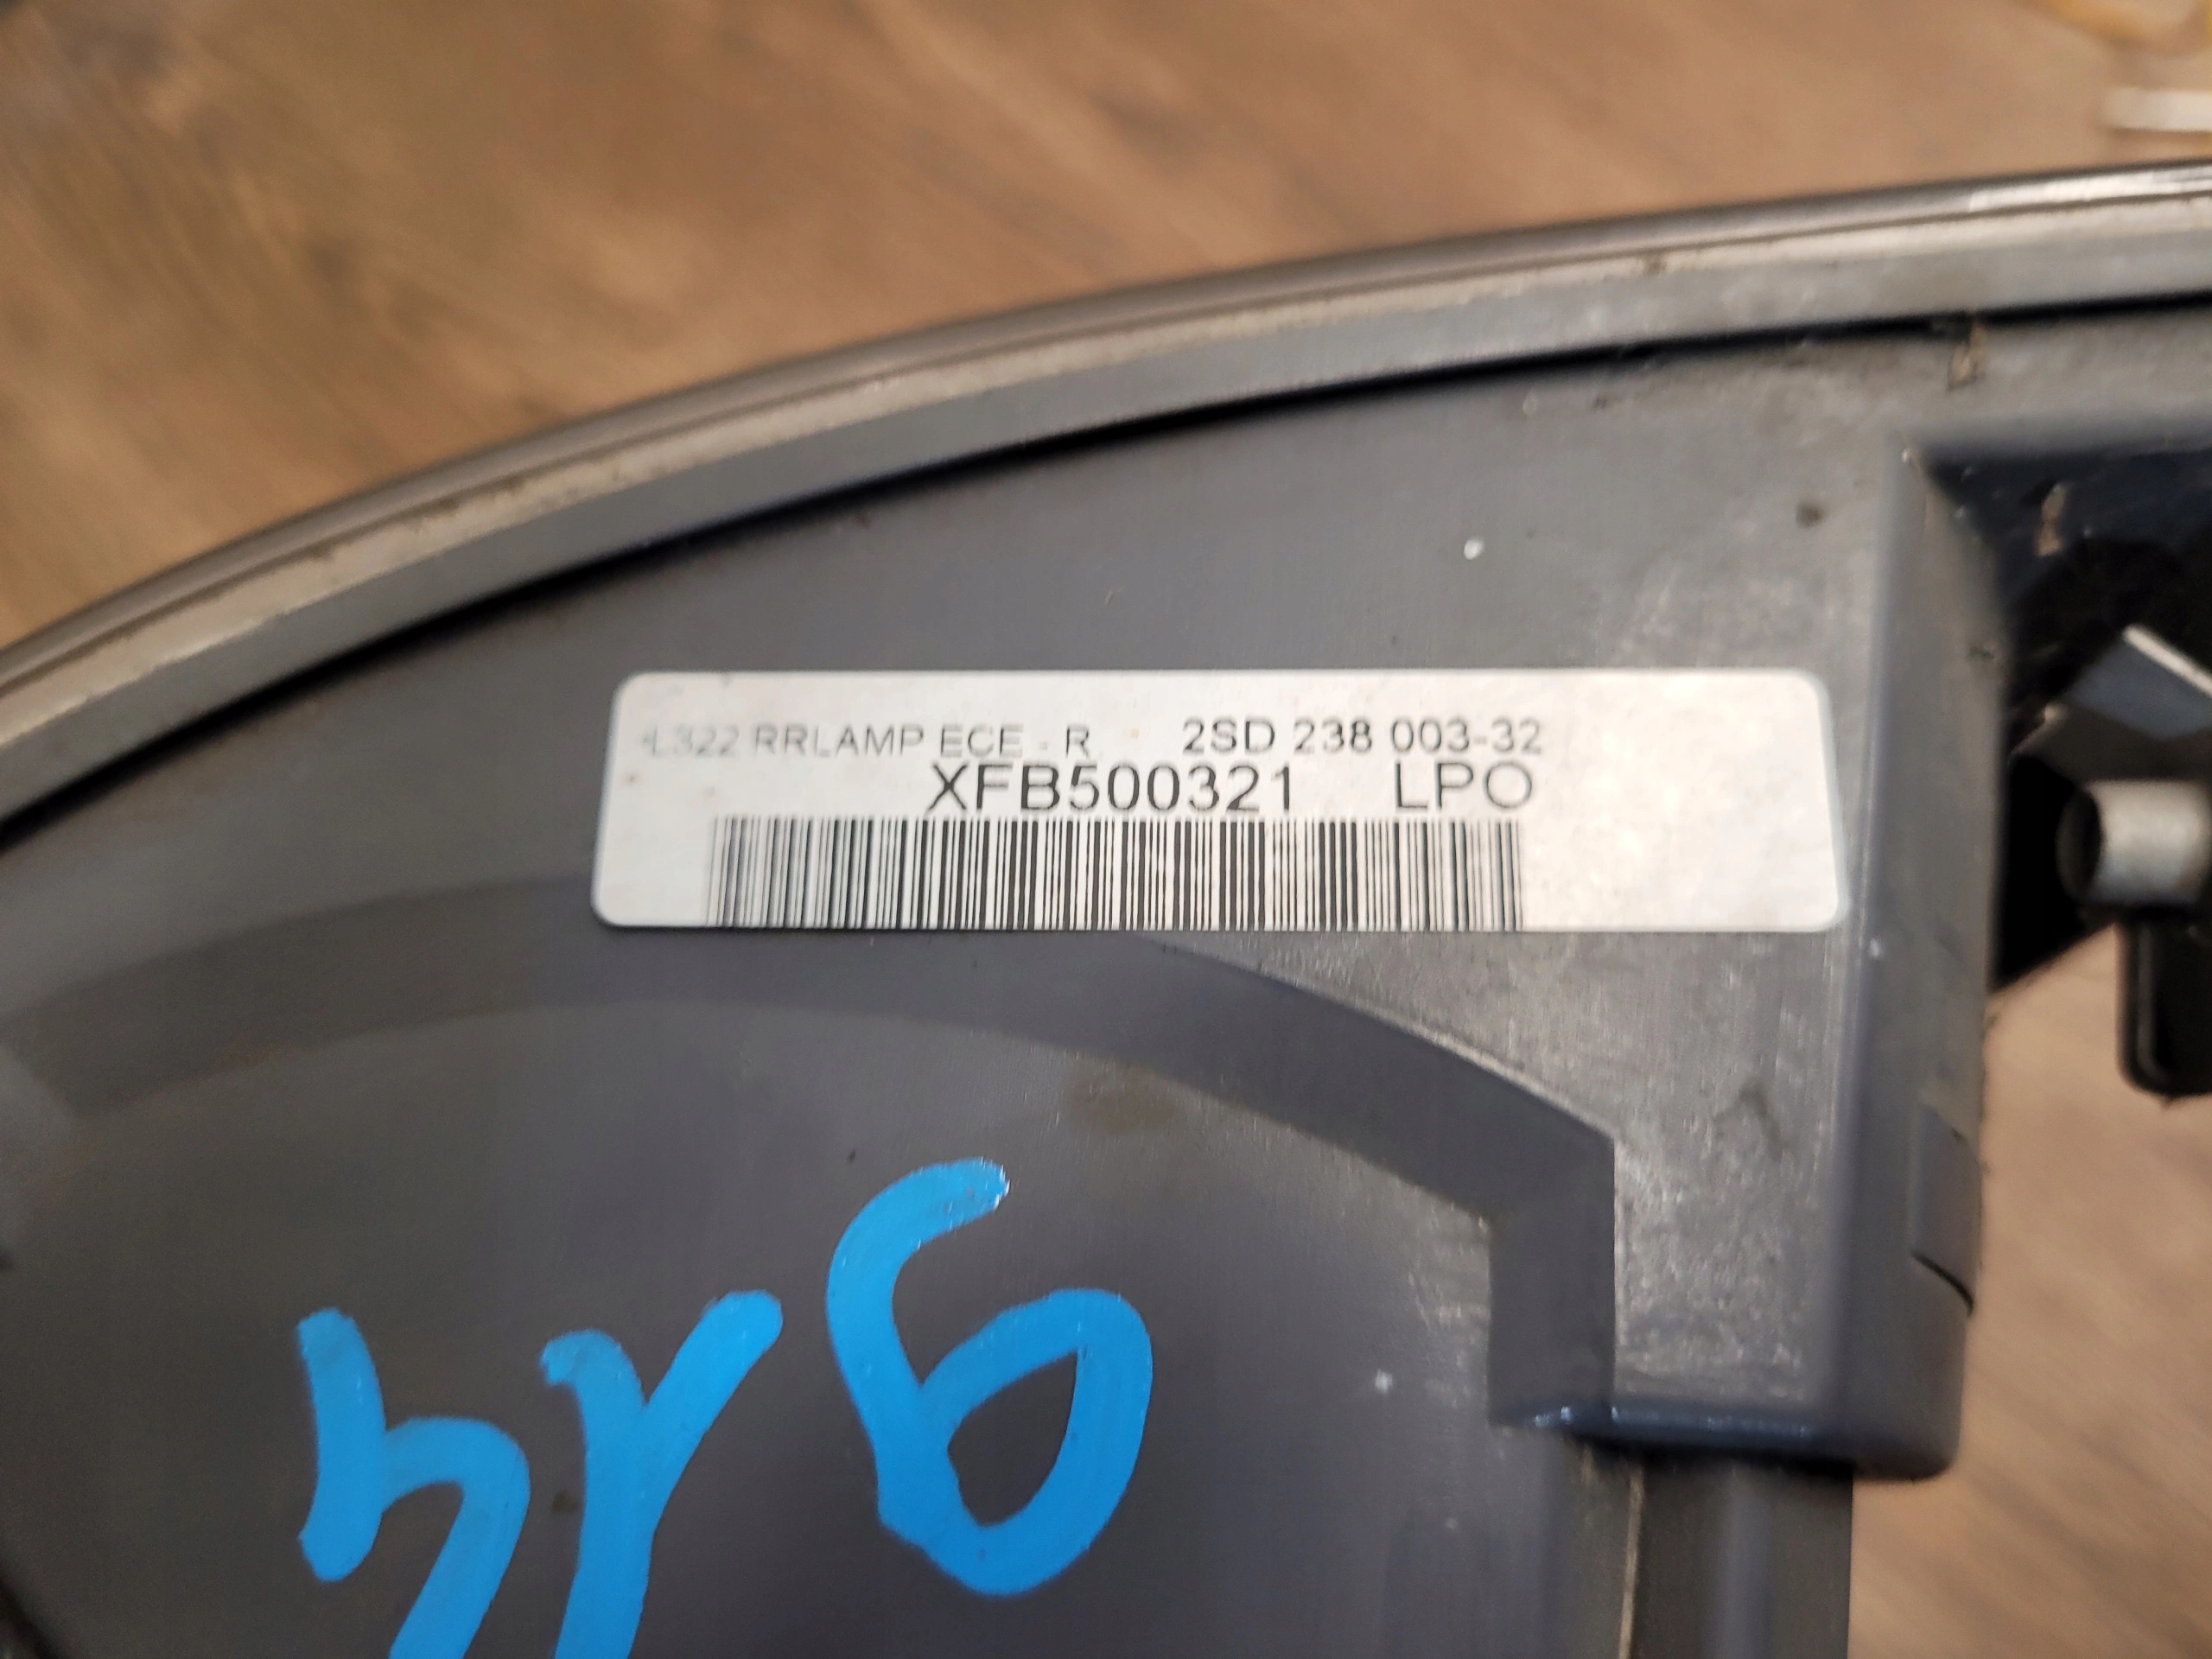 L322 RRLAMP ECE - R 2SD 238 003-32
XFB500321 LPO